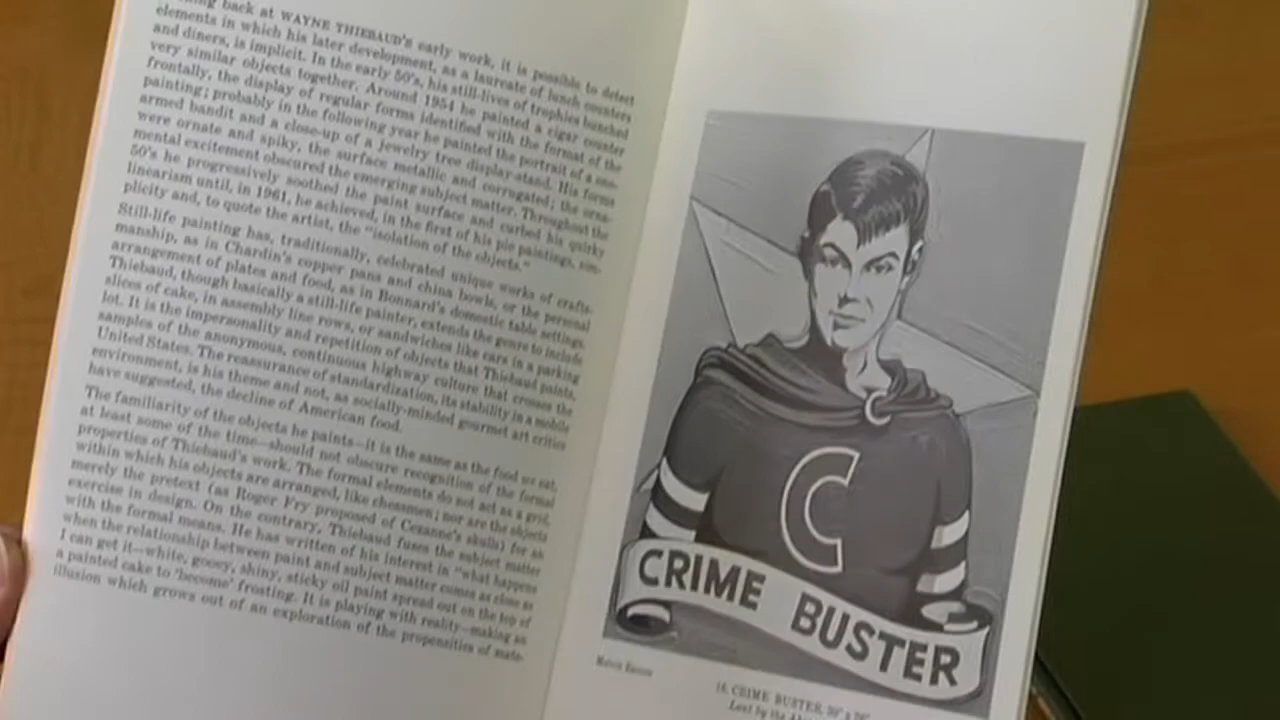 back at WAYNE THIEBAUD'S early work, it is possible to detect
elements in which his later development, as a laureate of lunch counters
and diners, is implicit. In the early 50's, his still-lives of trophies bunched
very similar objects together. Around 1954 he painted a cigar counter
frontally, the display of regular forms identified with the format of the
painting; probably in the following year he painted the portrait of a one-
armed bandit and a close-up of a jewelry tree display-stand. His forms
were ornate and spiky, the surface metallic and corrugated; the orna-
mental excitement obscured the emerging subject matter. Throughout the
50's he progressively soothed the paint surface and curbed his quirky
linearism until, in 1961, he achieved, in the first of his pie paintings, sim-
plicity and, to quote the artist, the "isolation of the objects."
Still-life painting has, traditionally, celebrated unique works of crafts-
manship, as in Chardin's copper pans and china bowls, or the personal
arrangement of plates and food, as in Bonnard's domestic table settings.
Thiebaud, though basically a still-life painter, extends the genre to include
slices of cake, in assembly line rows, or sandwiches like cars in a parking
lot. It is the impersonality and repetition of objects that Thiebaud paints,
samples of the anonymous, continuous highway culture that crosses the
United States. The reassurance of standardization, its stability in a mobile
environment, is his theme and not, as socially-minded gourmet art critics
have suggested, the decline of American food.
The familiarity of the objects he paints—it is the same as the food we eat,
at least some of the time—should not obscure recognition of the formal
properties of Thiebaud's work. The formal elements do not act as a grid,
within which his objects are arranged, like chessmen; nor are the objects
merely the pretext (as Roger Fry proposed of Cezanne's skulls) for an
exercise in design. On the contrary, Thiebaud fuses the subject matter
with the formal means. He has written of his interest in "what happens
when the relationship between paint and subject matter comes as close as
I can get it—white, gooey, shiny, sticky oil paint spread out on the top of
a painted cake to 'become' frosting. It is playing with reality—making an
illusion which grows out of an exploration of the propensities of mate-
C
C
CRIME BUSTER
16. CRIME BUSTER,
Lent by the